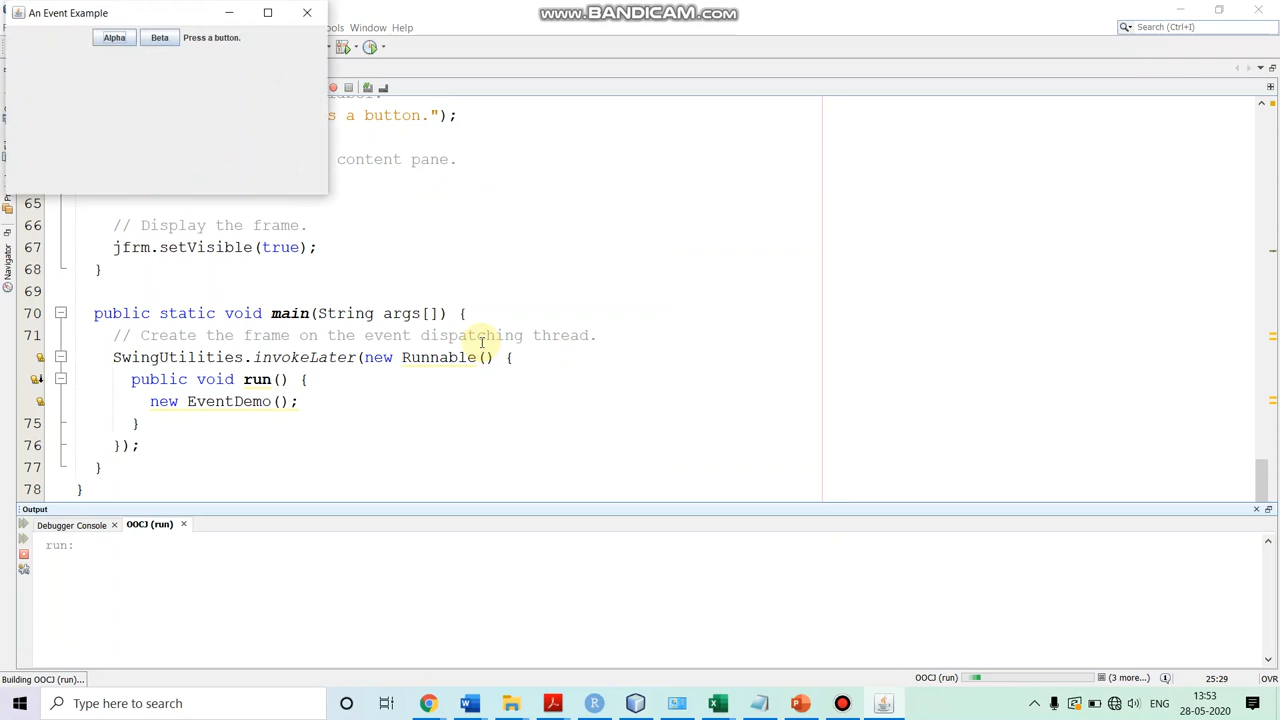 An Event Example
www.BANDICAM.com
Window Help
Search (Ctrl+I)
Alpha
Beta
Press a button.
s a button.");
content pane.
65
66 // Display the frame.
67 jfrm.setVisible(true);
68 }
69
70 public static void main(String args[]) {
71 // Create the frame on the event dispatching thread.
SwingUtilities.invokeLater(new Runnable() {
public void run() {
new EventDemo();
75 }
76 });
77 }
78 }
Output
Debugger Console
OOCJ (run)
run:
Building OOCJ (run)...
OOCJ (run)
(3 more...)
25:29
OVR
Type here to search
ENG
13:53
28-05-2020